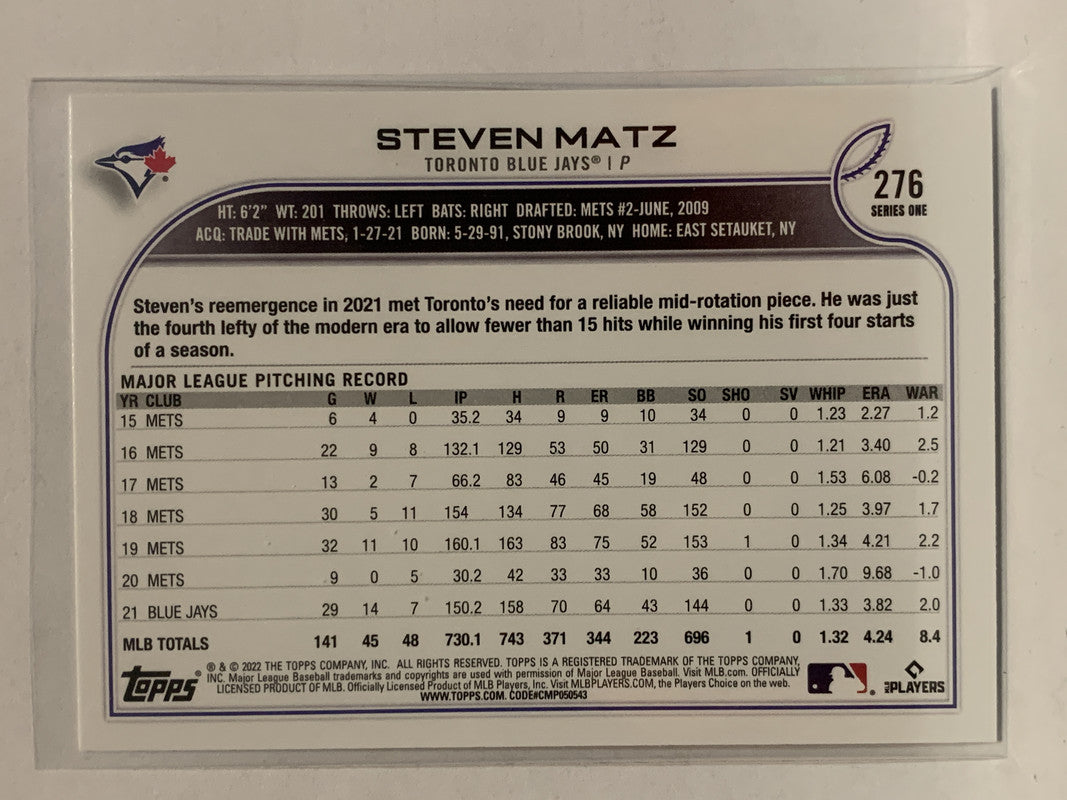 STEVEN MATZ
TORONTO BLUE JAYS® | P
276
SERIES ONE
HT: 6'2" WT: 201 THROWS: LEFT BATS: RIGHT DRAFTED: METS #2-JUNE, 2009
ACQ: TRADE WITH METS, 1-27-21 BORN: 5-29-91, STONY BROOK, NY HOME: EAST SETAUKET, NY
Steven's reemergence in 2021 met Toronto's need for a reliable mid-rotation piece. He was just
the fourth lefty of the modern era to allow fewer than 15 hits while winning his first four starts
of a season.
MAJOR LEAGUE PITCHING RECORD
YR CLUB G W L IP H R ER BB SO SHO SV WHIP ERA WAR
15 METS 6 4 0 35.2 34 9 9 10 34 0 0 1.23 2.27 1.2
16 METS 22 9 8 132.1 129 53 50 31 129 0 0 1.21 3.40 2.5
17 METS 13 2 7 66.2 83 46 45 19 48 0 0 1.53 6.08 -0.2
18 METS 30 5 11 154 134 77 68 58 152 0 0 1.25 3.97 1.7
19 METS 32 11 10 160.1 163 83 75 52 153 1 0 1.34 4.21 2.2
20 METS 9 0 5 30.2 42 33 33 10 36 0 0 1.70 9.68 -1.0
21 BLUE JAYS 29 14 7 150.2 158 70 64 43 144 0 0 1.33 3.82 2.0
MLB TOTALS 141 45 48 730.1 743 371 344 223 696 1 0 1.32 4.24 8.4
Topps®
® & © 2022 THE TOPPS COMPANY, INC. ALL RIGHTS RESERVED. TOPPS IS A REGISTERED TRADEMARK OF THE TOPPS COMPANY,
INC. Major League Baseball trademarks and copyrights are used with permission of Major League Baseball. Visit MLB.com. OFFICIALLY
LICENSED PRODUCT OF MLB. Officially Licensed Product of MLB Players, Inc. Visit MLBPLAYERS.COM, the Players Choice on the web.
WWW.TOPPS.COM. CODE#CMP050543
MLB PLAYERS